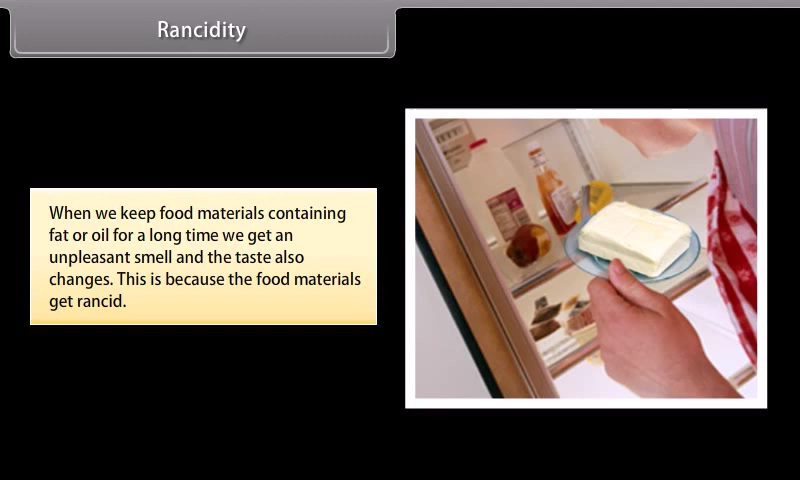 Rancidity
When we keep food materials containing
fat or oil for a long time we get an
unpleasant smell and the taste also
changes. This is because the food materials
get rancid.